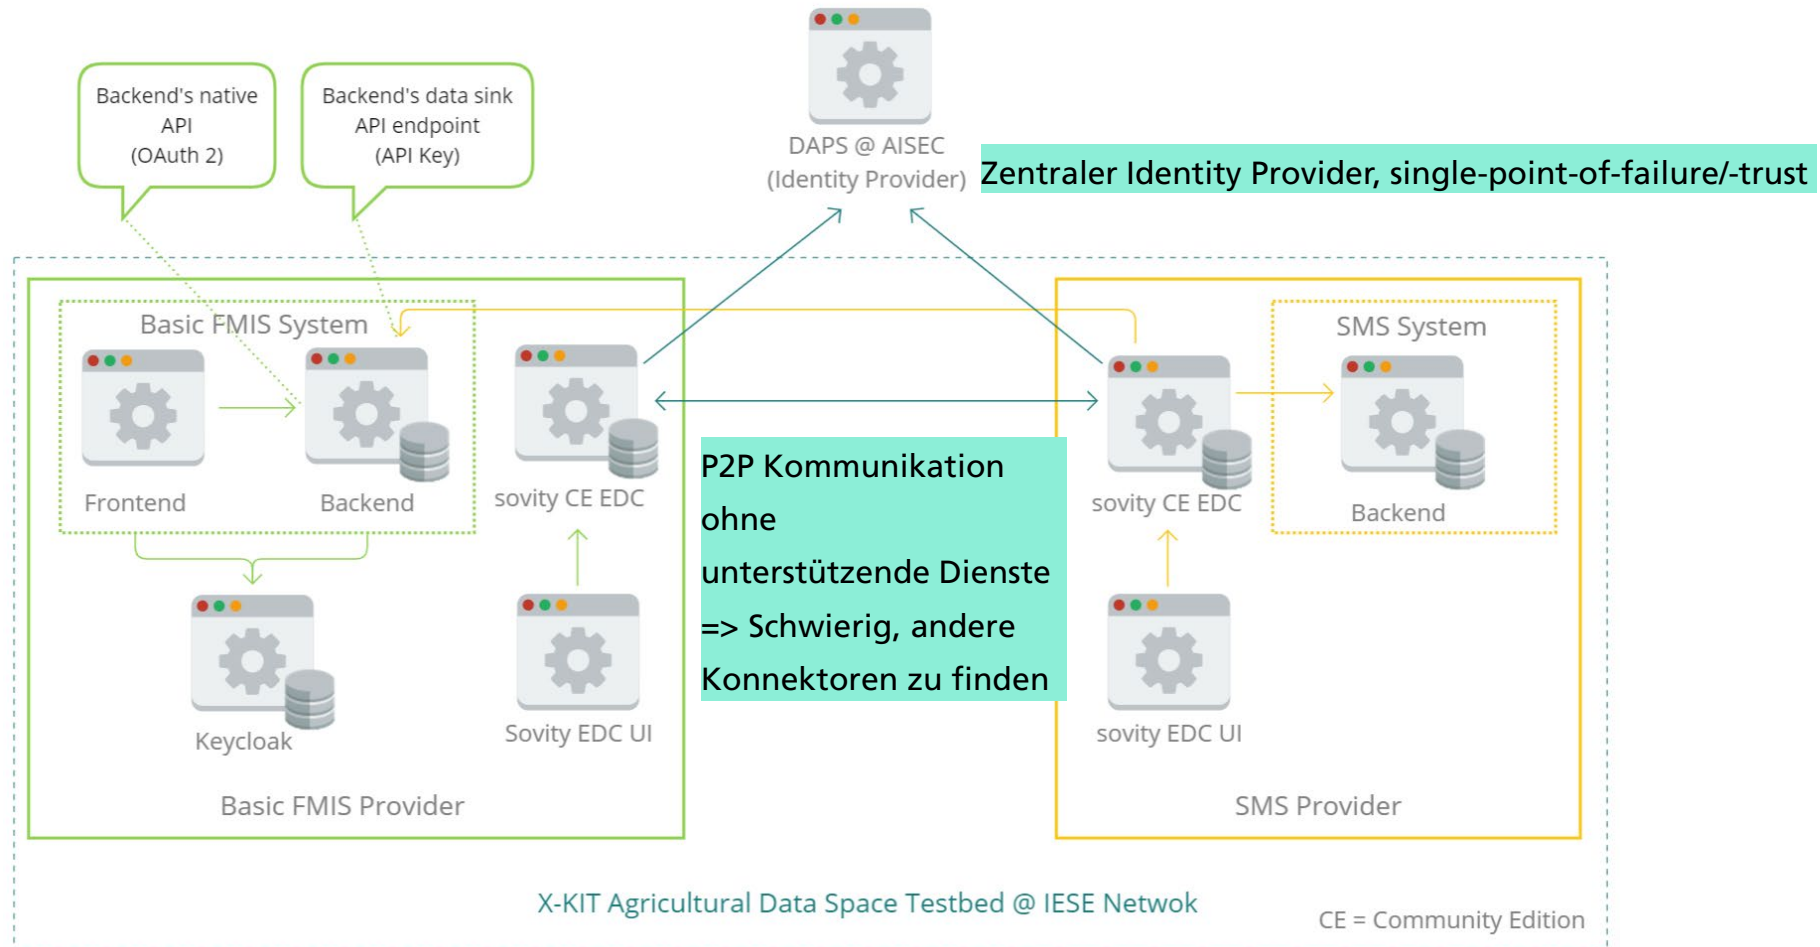 Backend's native
API
(OAuth 2)
Backend's data sink
API endpoint
(API Key)
DAPS @ AISEC
(Identity Provider)
Zentraler Identity Provider, single-point-of-failure/-trust
Basic FMIS System
Frontend
Backend
sovity CE EDC
Keycloak
Sovity EDC UI
Basic FMIS Provider
P2P Kommunikation
ohne
unterstützende Dienste
=> Schwierig, andere
Konnektoren zu finden
SMS System
sovity CE EDC
Backend
sovity EDC UI
SMS Provider
X-KIT Agricultural Data Space Testbed @ IESE Netwok
CE = Community Edition